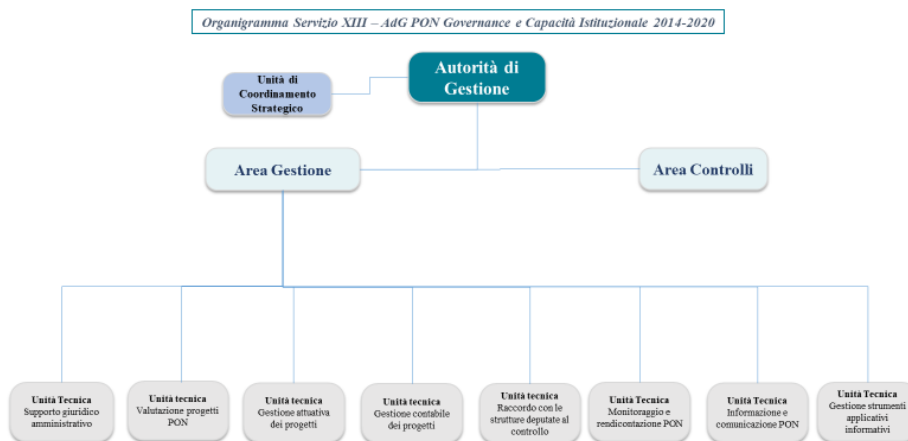 Organigramma Servizio XIII – AdG PON Governance e Capacità Istituzionale 2014-2020
Autorità di
Gestione
Unità di
Coordinamento
Strategico
Area Gestione
Area Controlli
Unità Tecnica
Supporto giuridico
amministrativo
Unità tecnica
Valutazione progetti
PON
Unità tecnica
Gestione attuativa
dei progetti
Unità tecnica
Gestione contabile
dei progetti
Unità tecnica
Raccordo con le
strutture deputate al
controllo
Unità Tecnica
Monitoraggio e
rendicontazione PON
Unità Tecnica
Informazione e
comunicazione PON
Unità Tecnica
Gestione strumenti
applicativi
informativi